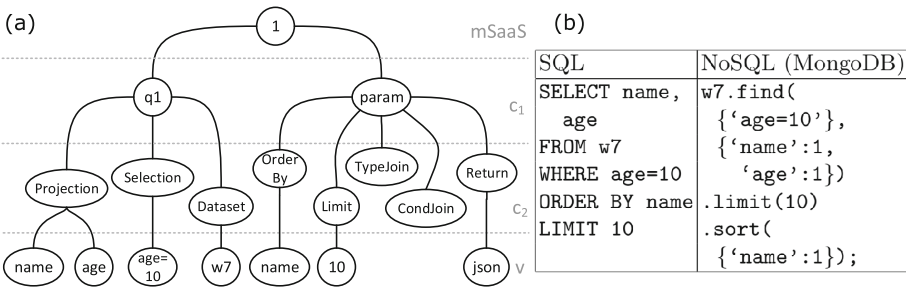 (a)
1
mSaaS
q1
param
c1
Projection
Selection
Dataset
Order
By
Limit
TypeJoin
CondJoin
Return
c2
name
age
age=
10
w7
name
10
json
v
(b)
SQL
SELECT name,
age
FROM w7
WHERE age=10
ORDER BY name
LIMIT 10
NoSQL (MongoDB)
w7.find(
{‘age=10’},
{‘name’:1,
‘age’:1})
.limit(10)
.sort(
{‘name’:1});